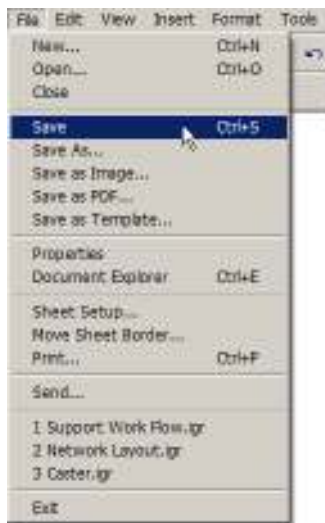 File Edit View Insert Format Tools
New... Ctrl+N
Open... Ctrl+O
Close
Save Ctrl+S
Save As...
Save as Image...
Save as PDF...
Save as Template...
Properties
Document Explorer Ctrl+E
Sheet Setup...
Move Sheet Border...
Print... Ctrl+P
Send...
1 Support Work Flow.igr
2 Network Layout.igr
3 Caster.igr
Exit